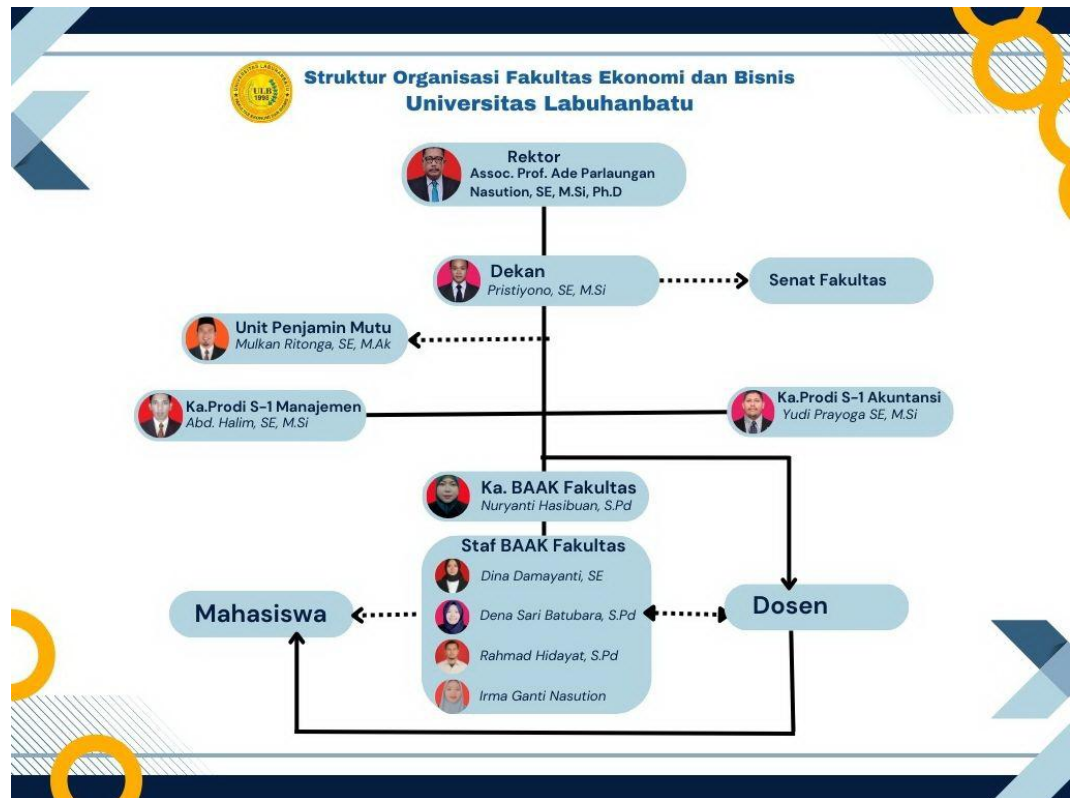 Struktur Organisasi Fakultas Ekonomi dan Bisnis
Universitas Labuhanbatu
ULB
1998
Rektor
Assoc. Prof. Ade Parlaungan
Nasution, SE, M.Si, Ph.D
Dekan
Pristiyono, SE, M.Si
Senat Fakultas
Unit Penjamin Mutu
Mulkan Ritonga, SE, M.Ak
Ka.Prodi S-1 Manajemen
Abd. Halim, SE, M.Si
Ka.Prodi S-1 Akuntansi
Yudi Prayoga SE, M.Si
Ka. BAAK Fakultas
Nuryanti Hasibuan, S.Pd
Staf BAAK Fakultas
Dina Damayanti, SE
Dena Sari Batubara, S.Pd
Rahmad Hidayat, S.Pd
Irma Ganti Nasution
Mahasiswa
Dosen